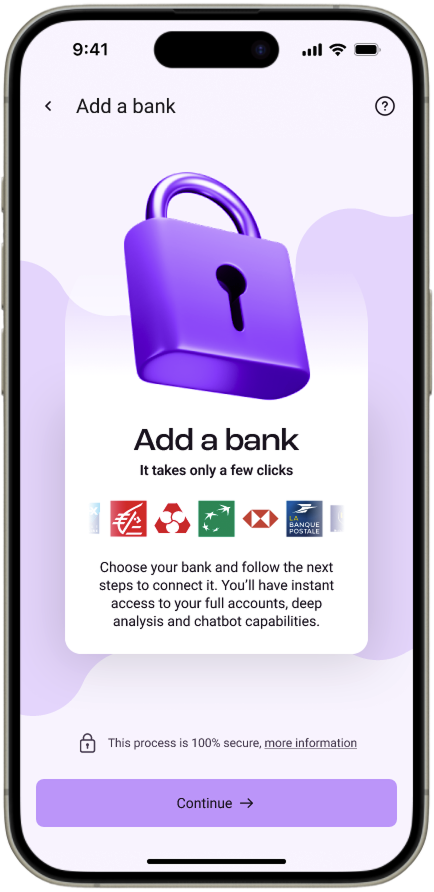 9:41
Add a bank
?
Add a bank
It takes only a few clicks
LA
BANQUE
POSTALE
Choose your bank and follow the next
steps to connect it. You’ll have instant
access to your full accounts, deep
analysis and chatbot capabilities.
This process is 100% secure, more information
Continue →